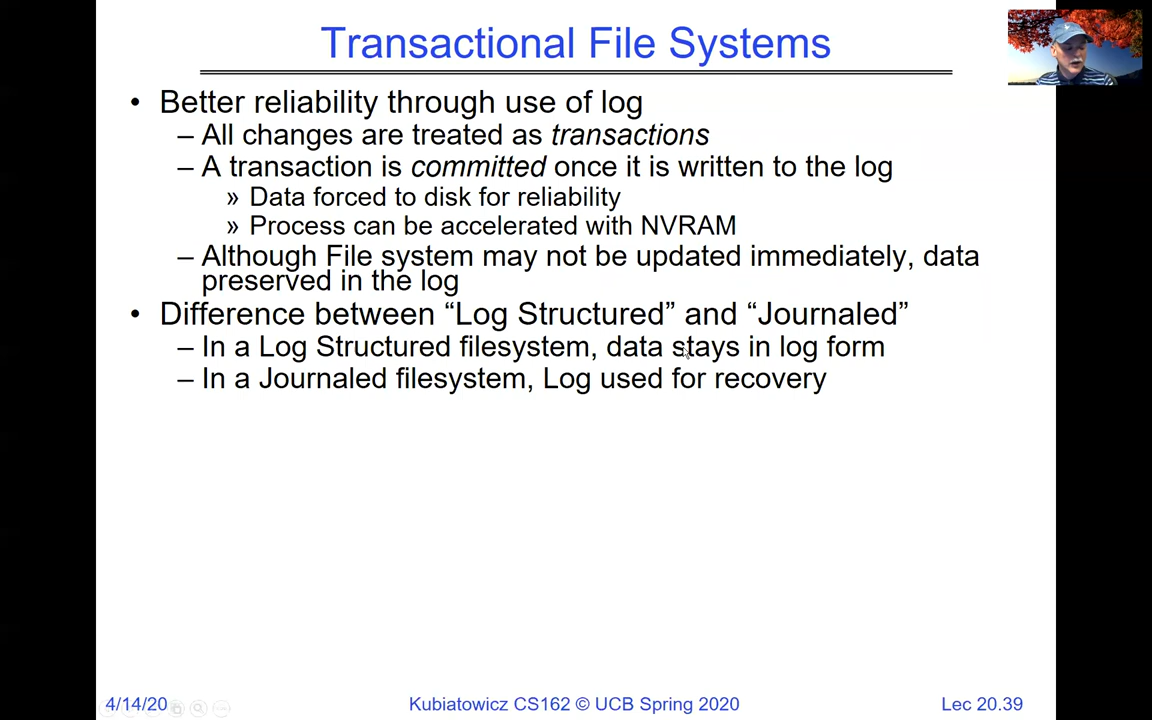 Transactional File Systems
• Better reliability through use of log
– All changes are treated as transactions
– A transaction is committed once it is written to the log
» Data forced to disk for reliability
» Process can be accelerated with NVRAM
– Although File system may not be updated immediately, data
preserved in the log
• Difference between “Log Structured” and “Journaled”
– In a Log Structured filesystem, data stays in log form
– In a Journaled filesystem, Log used for recovery
4/14/20 Kubiatowicz CS162 © UCB Spring 2020 Lec 20.39